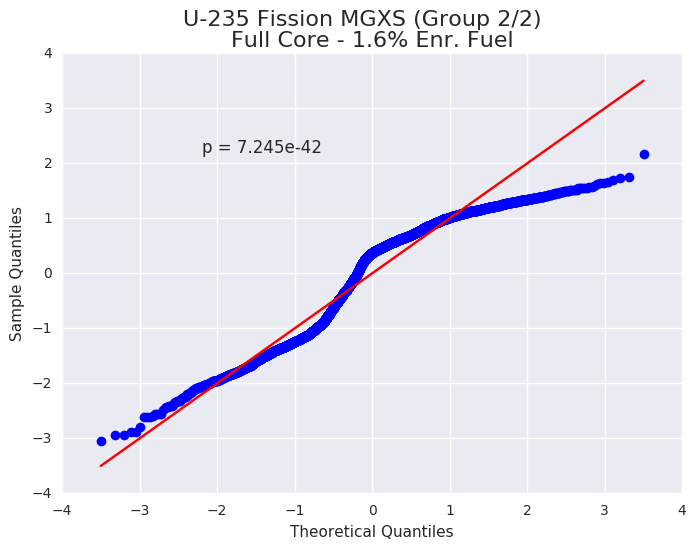 U-235 Fission MGXS (Group 2/2)
Full Core - 1.6% Enr. Fuel
4
3
p = 7.245e-42
2
1
Sample Quantiles
0
−1
−2
−3
−4
−4 −3 −2 −1 0 1 2 3 4
Theoretical Quantiles